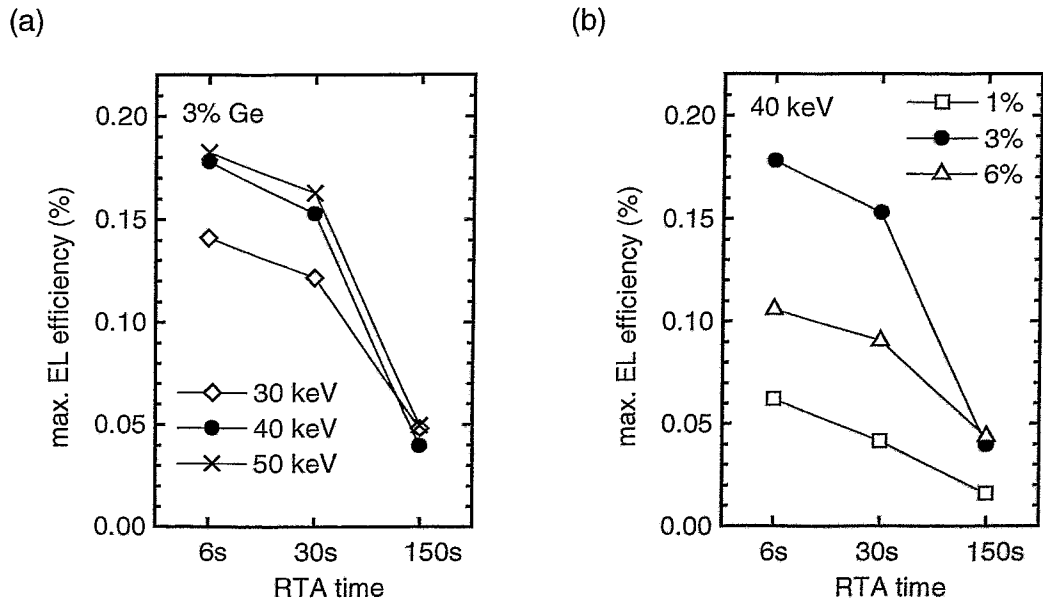 (a)
(b)
3% Ge
max. EL efficiency (%)
0.20
0.15
0.10
0.05
0.00
30 keV
40 keV
50 keV
6s
30s
150s
RTA time
40 keV
1%
3%
6%
max. EL efficiency (%)
0.20
0.15
0.10
0.05
0.00
6s
30s
150s
RTA time